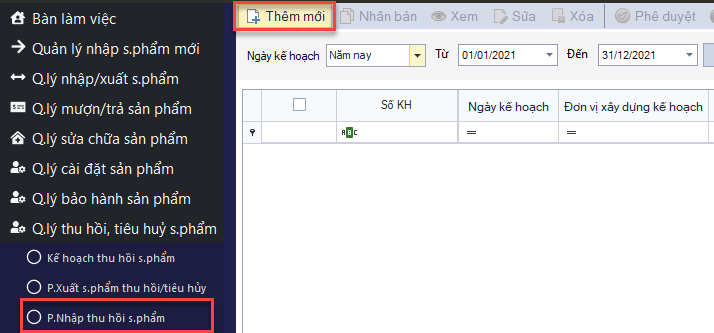 Bàn làm việc
Quản lý nhập s.phẩm mới
Q.lý nhập/xuất s.phẩm
Q.lý mượn/trả sản phẩm
Q.lý sửa chữa sản phẩm
Q.lý cài đặt sản phẩm
Q.lý bảo hành sản phẩm
Q.lý thu hồi, tiêu huỷ s.phẩm
Kế hoạch thu hồi s.phẩm
P.Xuất s.phẩm thu hồi/tiêu hủy
P.Nhập thu hồi s.phẩm
Thêm mới Nhân bản Xem Sửa Xóa Phê duyệt
Ngày kế hoạch Năm nay Từ 01/01/2021 Đến 31/12/2021
Số KH Ngày kế hoạch Đơn vị xây dựng kế hoạch
ABC = =